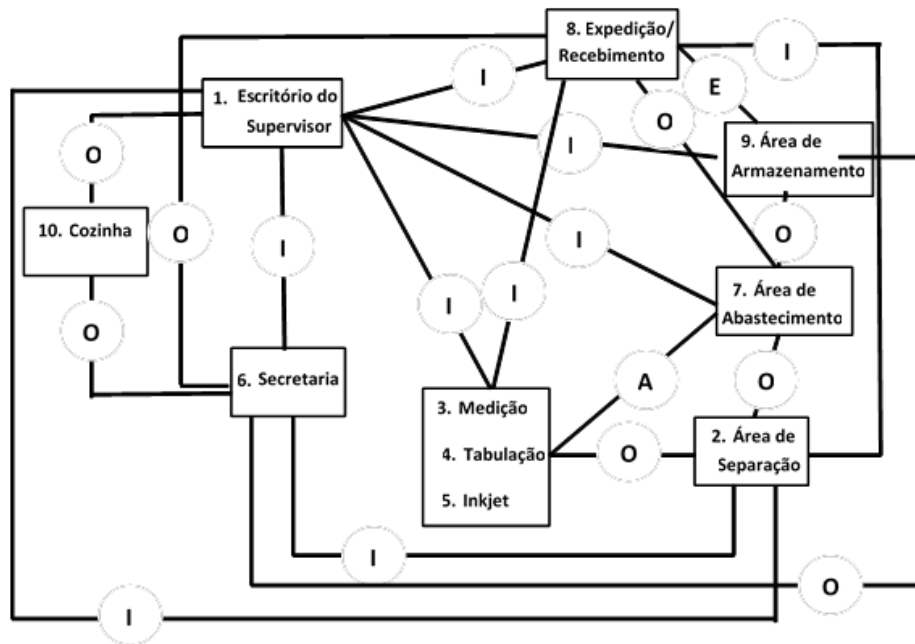 8. Expedição/
Recebimento
I
I
E
1. Escritório do
Supervisor
O
O
I
9. Área de
Armazenamento
10. Cozinha
O
I
I
O
7. Área de
Abastecimento
O
I
I
6. Secretaria
A
O
3. Medição
4. Tabulação
5. Inkjet
O
2. Área de
Separação
I
O
I